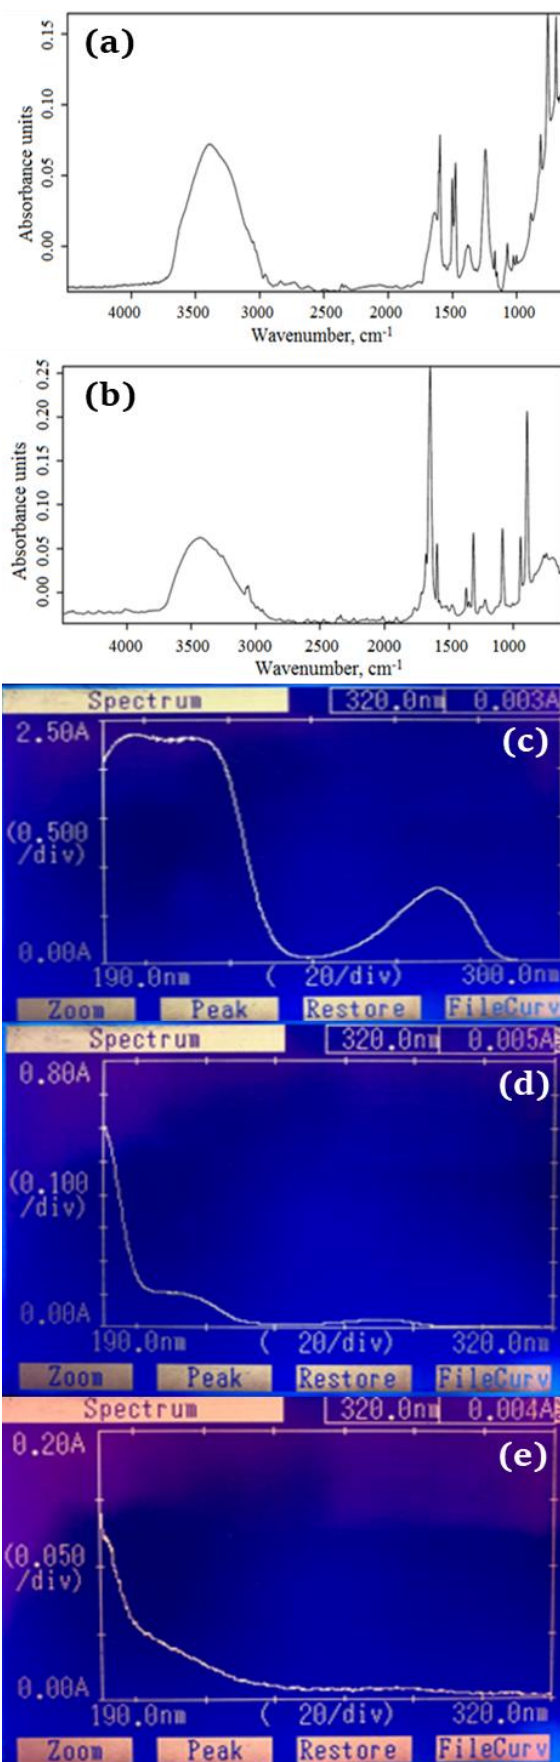 (a)
Absorbance units
0.15
0.10
0.05
0.00
4000 3500 3000 2500 2000 1500 1000
Wavenumber, cm-1
(b)
Absorbance units
0.25
0.20
0.15
0.10
0.05
0.00
4000 3500 3000 2500 2000 1500 1000
Wavenumber, cm-1
Spectrum 320.0nm 0.003A
(c)
2.50A
(0.500
/div)
0.00A
190.0nm ( 20/div) 300.0nm
Zoom Peak Restore FileCurv
Spectrum 320.0nm 0.005A
(d)
0.80A
(0.100
/div)
0.00A
190.0nm ( 20/div) 320.0nm
Zoom Peak Restore FileCurv
Spectrum 320.0nm 0.004A
(e)
0.20A
(0.050
/div)
0.00A
190.0nm ( 20/div) 320.0nm
Zoom Peak Restore FileCurv